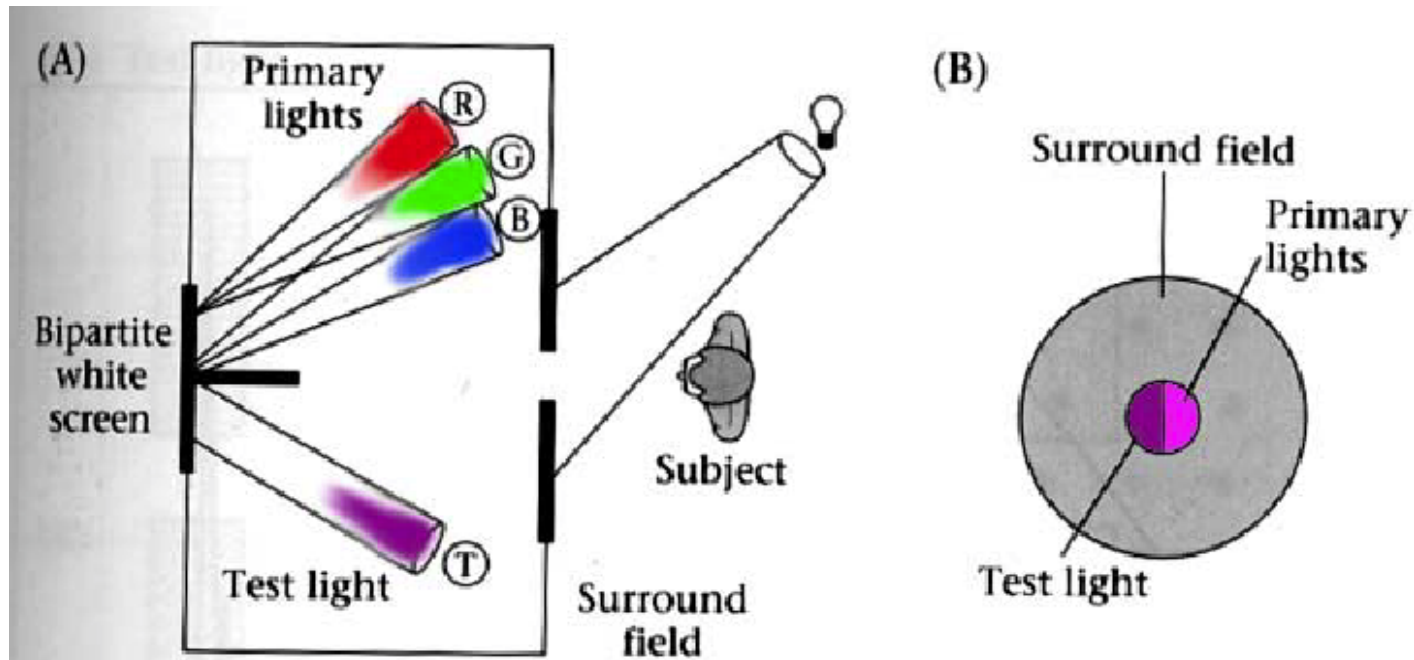 (A)
Primary
lights
R
G
B
Bipartite
white
screen
Subject
Test light
T
Surround
field
(B)
Surround field
Primary
lights
Test light